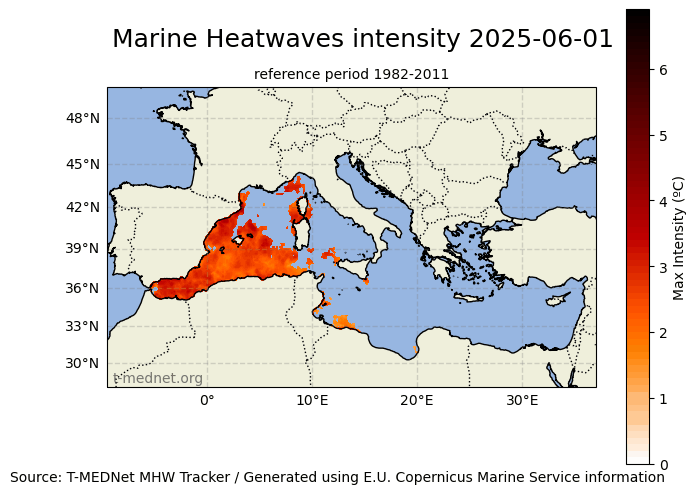 Marine Heatwaves intensity 2025-06-01
reference period 1982-2011
48°N
45°N
42°N
39°N
36°N
33°N
30°N
0°
10°E
20°E
30°E
t-mednet.org
6
5
4
3
2
1
0
Max Intensity (ºC)
Source: T-MEDNet MHW Tracker / Generated using E.U. Copernicus Marine Service information